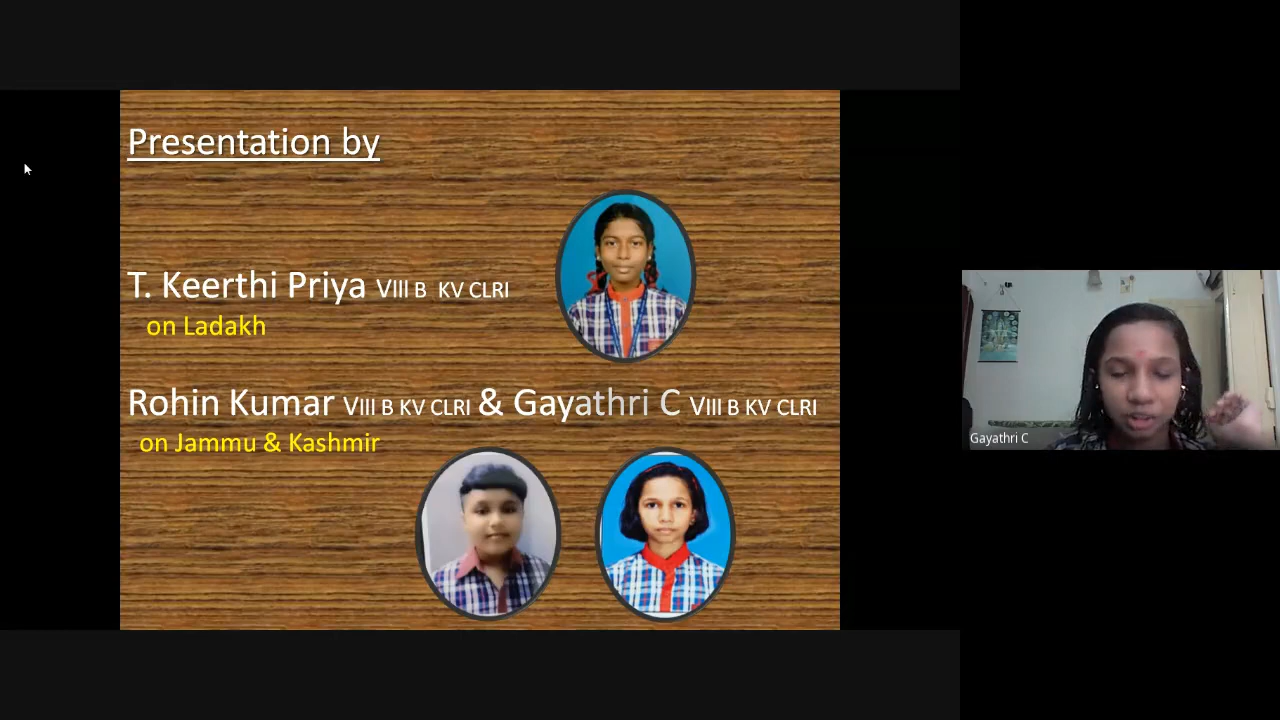 Presentation by
T. Keerthi Priya VIII B KV CLRI
on Ladakh
Rohin Kumar VIII B KV CLRI & Gayathri C VIII B KV CLRI
on Jammu & Kashmir
Gayathri C